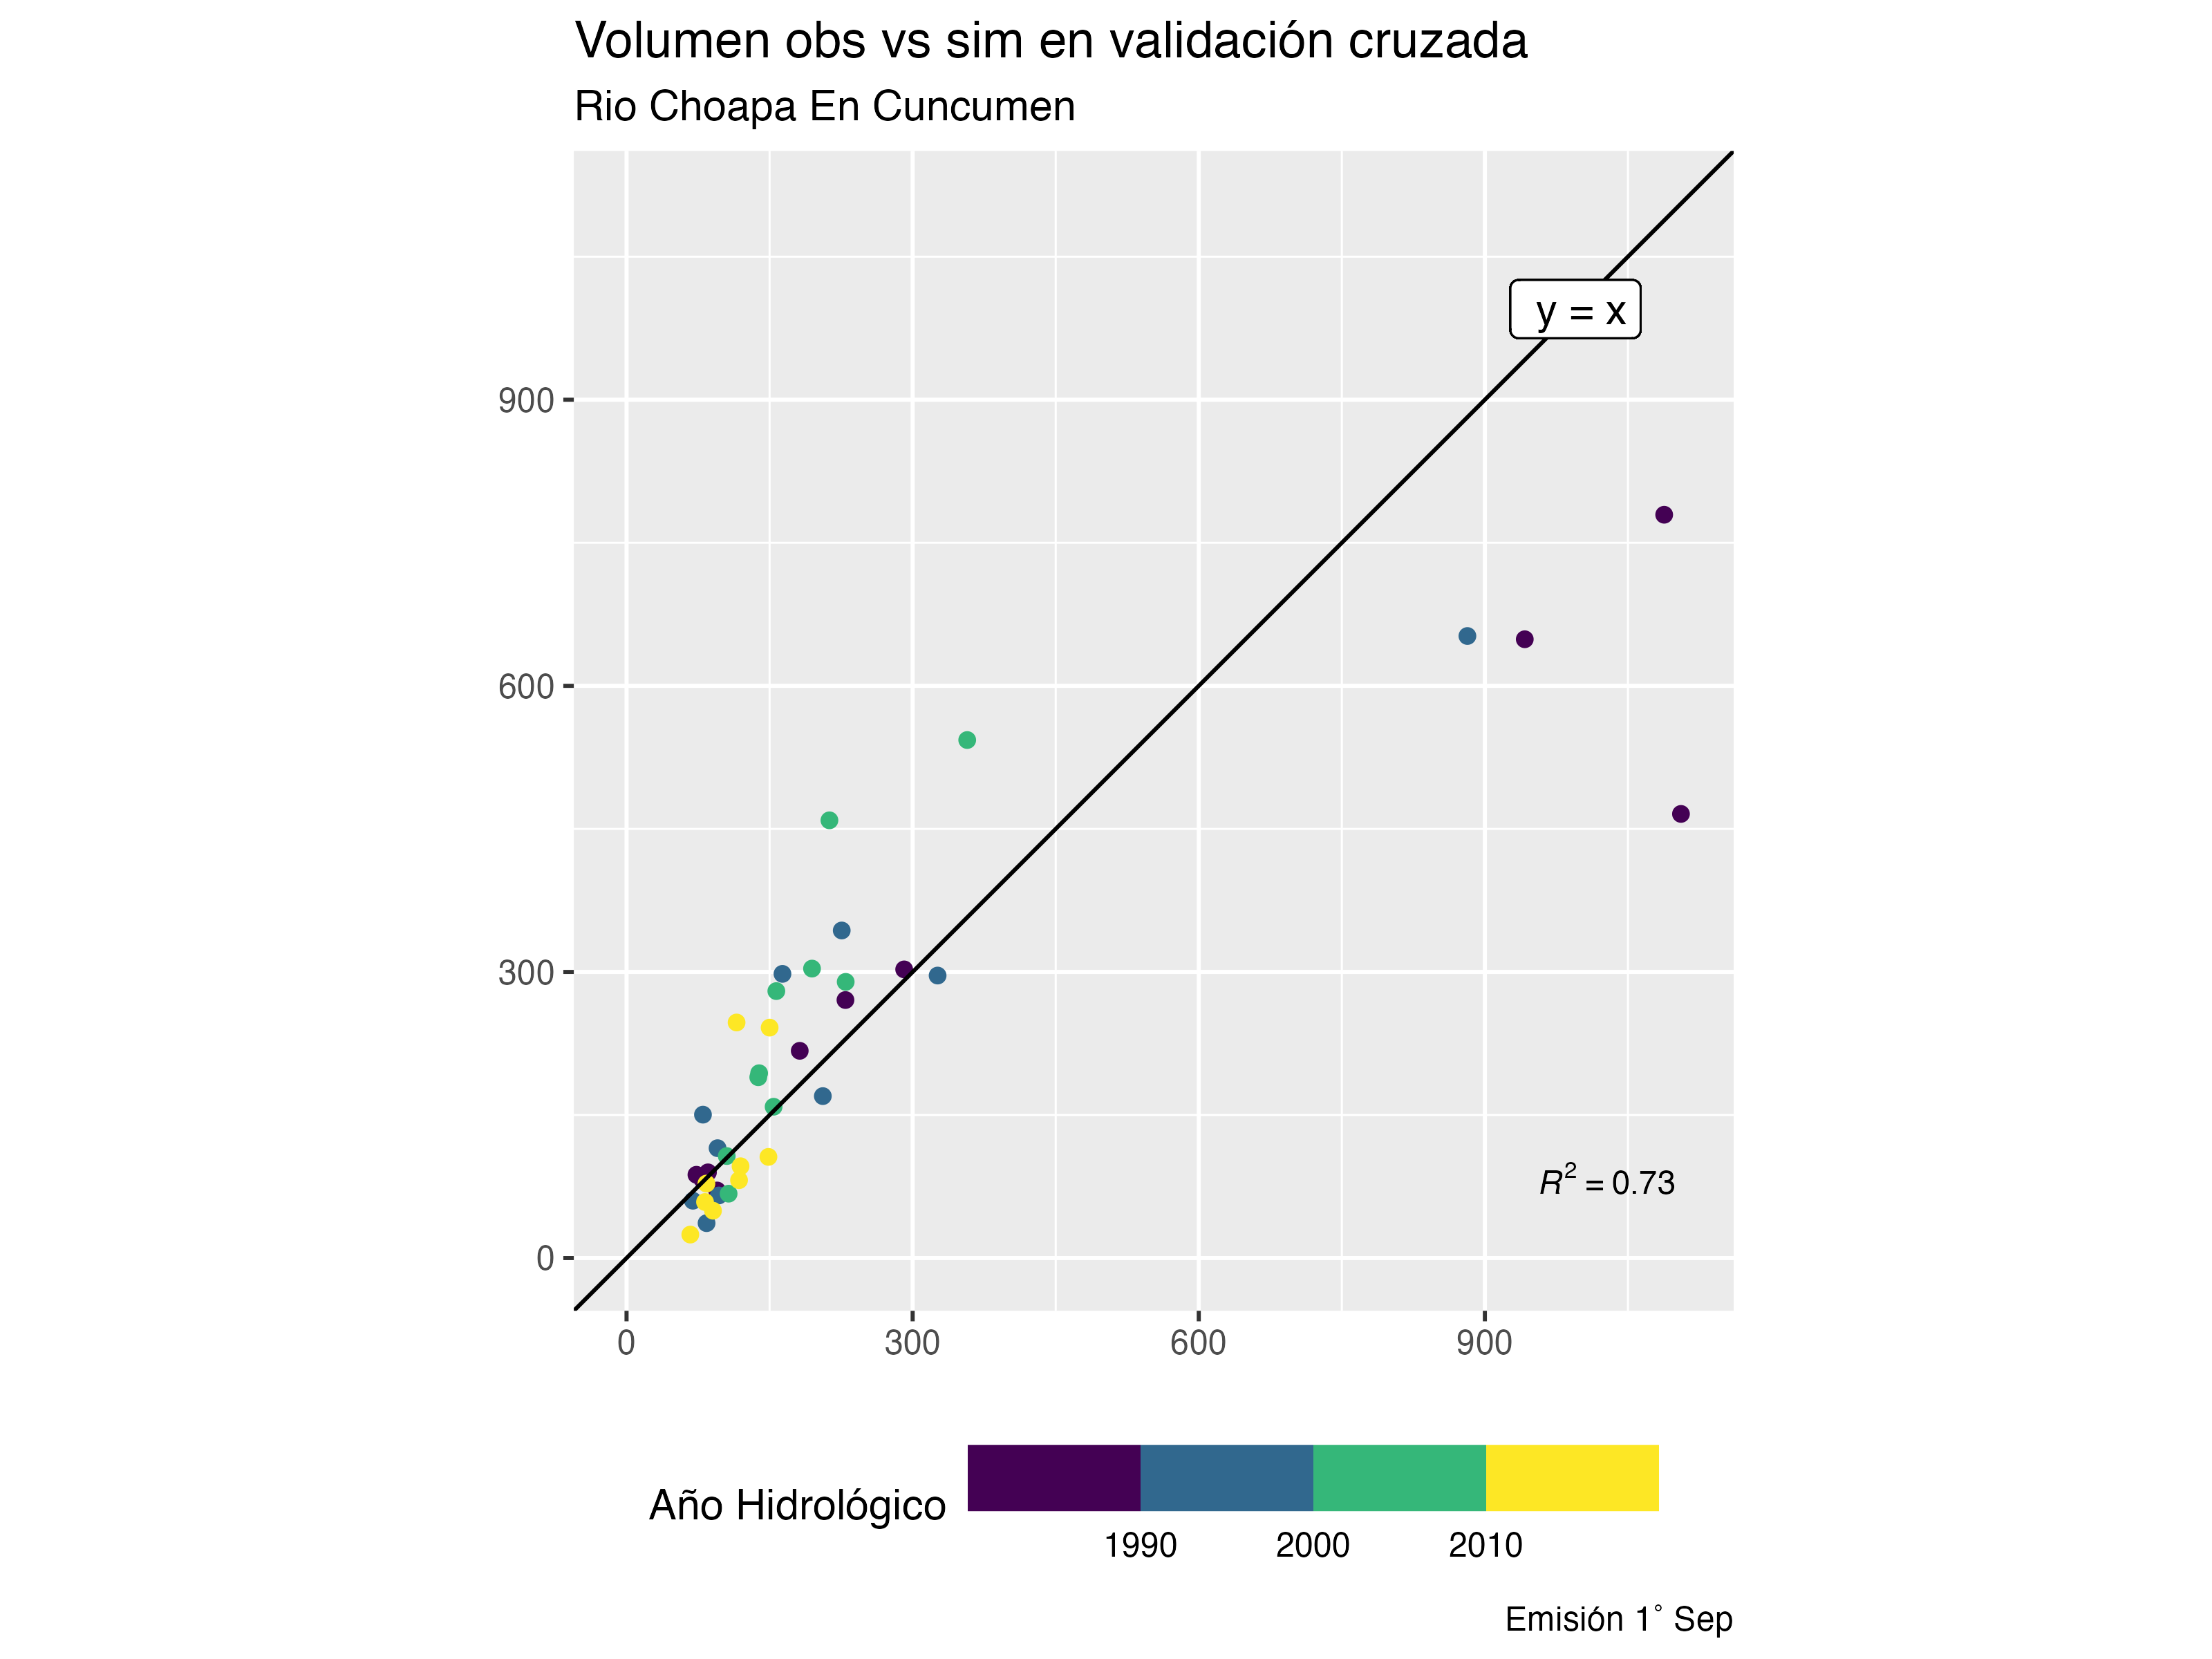 Volumen obs vs sim en validación cruzada
Rio Choapa En Cuncumen
y = x
900
600
300
0
R² = 0.73
0 300 600 900
Año Hidrológico
1990 2000 2010
Emisión 1° Sep